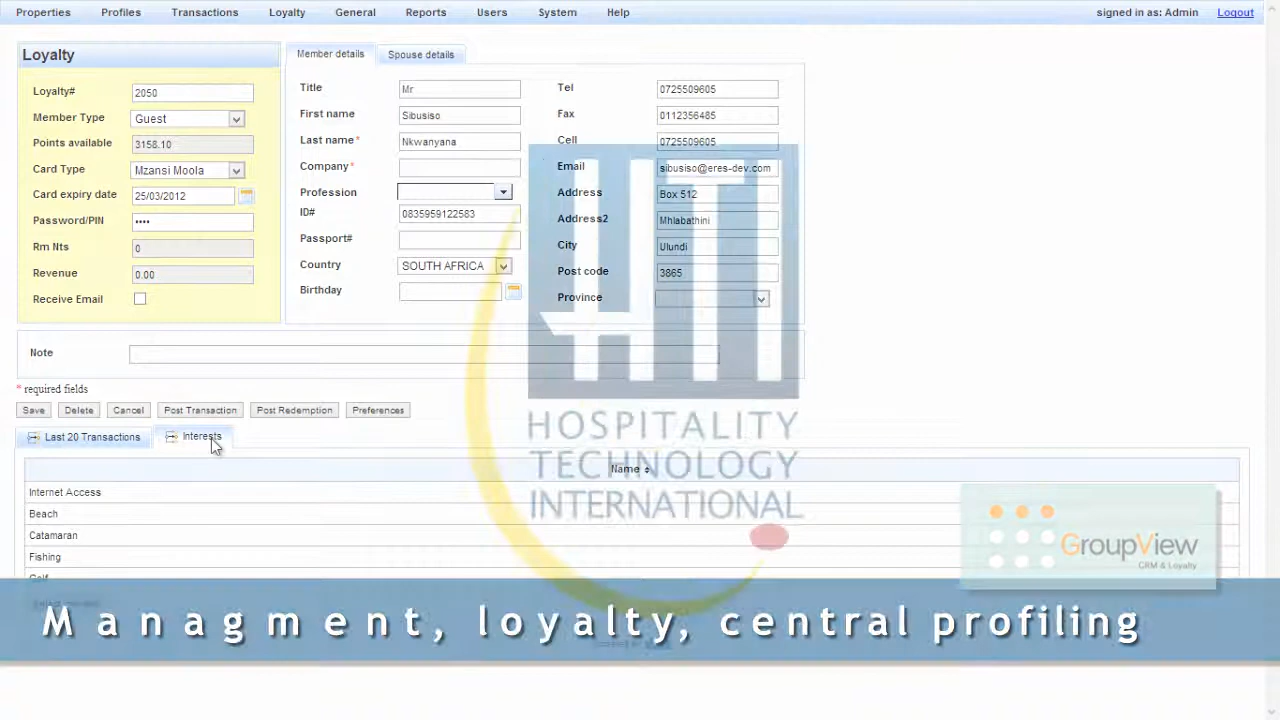 Properties Profiles Transactions Loyalty General Reports Users System Help signed in as: Admin Logout
Loyalty
Loyalty# 2050
Member Type Guest
Points available 3158.10
Card Type Mzansi Moola
Card expiry date 25/03/2012
Password/PIN ••••
Rm Nts 0
Revenue 0.00
Receive Email
Member details Spouse details
Title Mr
First name Sibusiso
Last name* Nkwanyana
Company*
Profession
ID# 0835959122583
Passport#
Country SOUTH AFRICA
Birthday
Tel 0725509605
Fax 0112356485
Cell 0725509605
Email sibusiso@eres-dev.com
Address Box 512
Address2 Mhlabathini
City Ulundi
Post code 3865
Province
Note
* required fields
Save Delete Cancel Post Transaction Post Redemption Preferences
Last 20 Transactions Interests
Name
Internet Access
Beach
Catamaran
Fishing
Golf
HTI
HOSPITALITY
TECHNOLOGY
INTERNATIONAL
GroupView
CRM & Loyalty
Managment, loyalty, central profiling